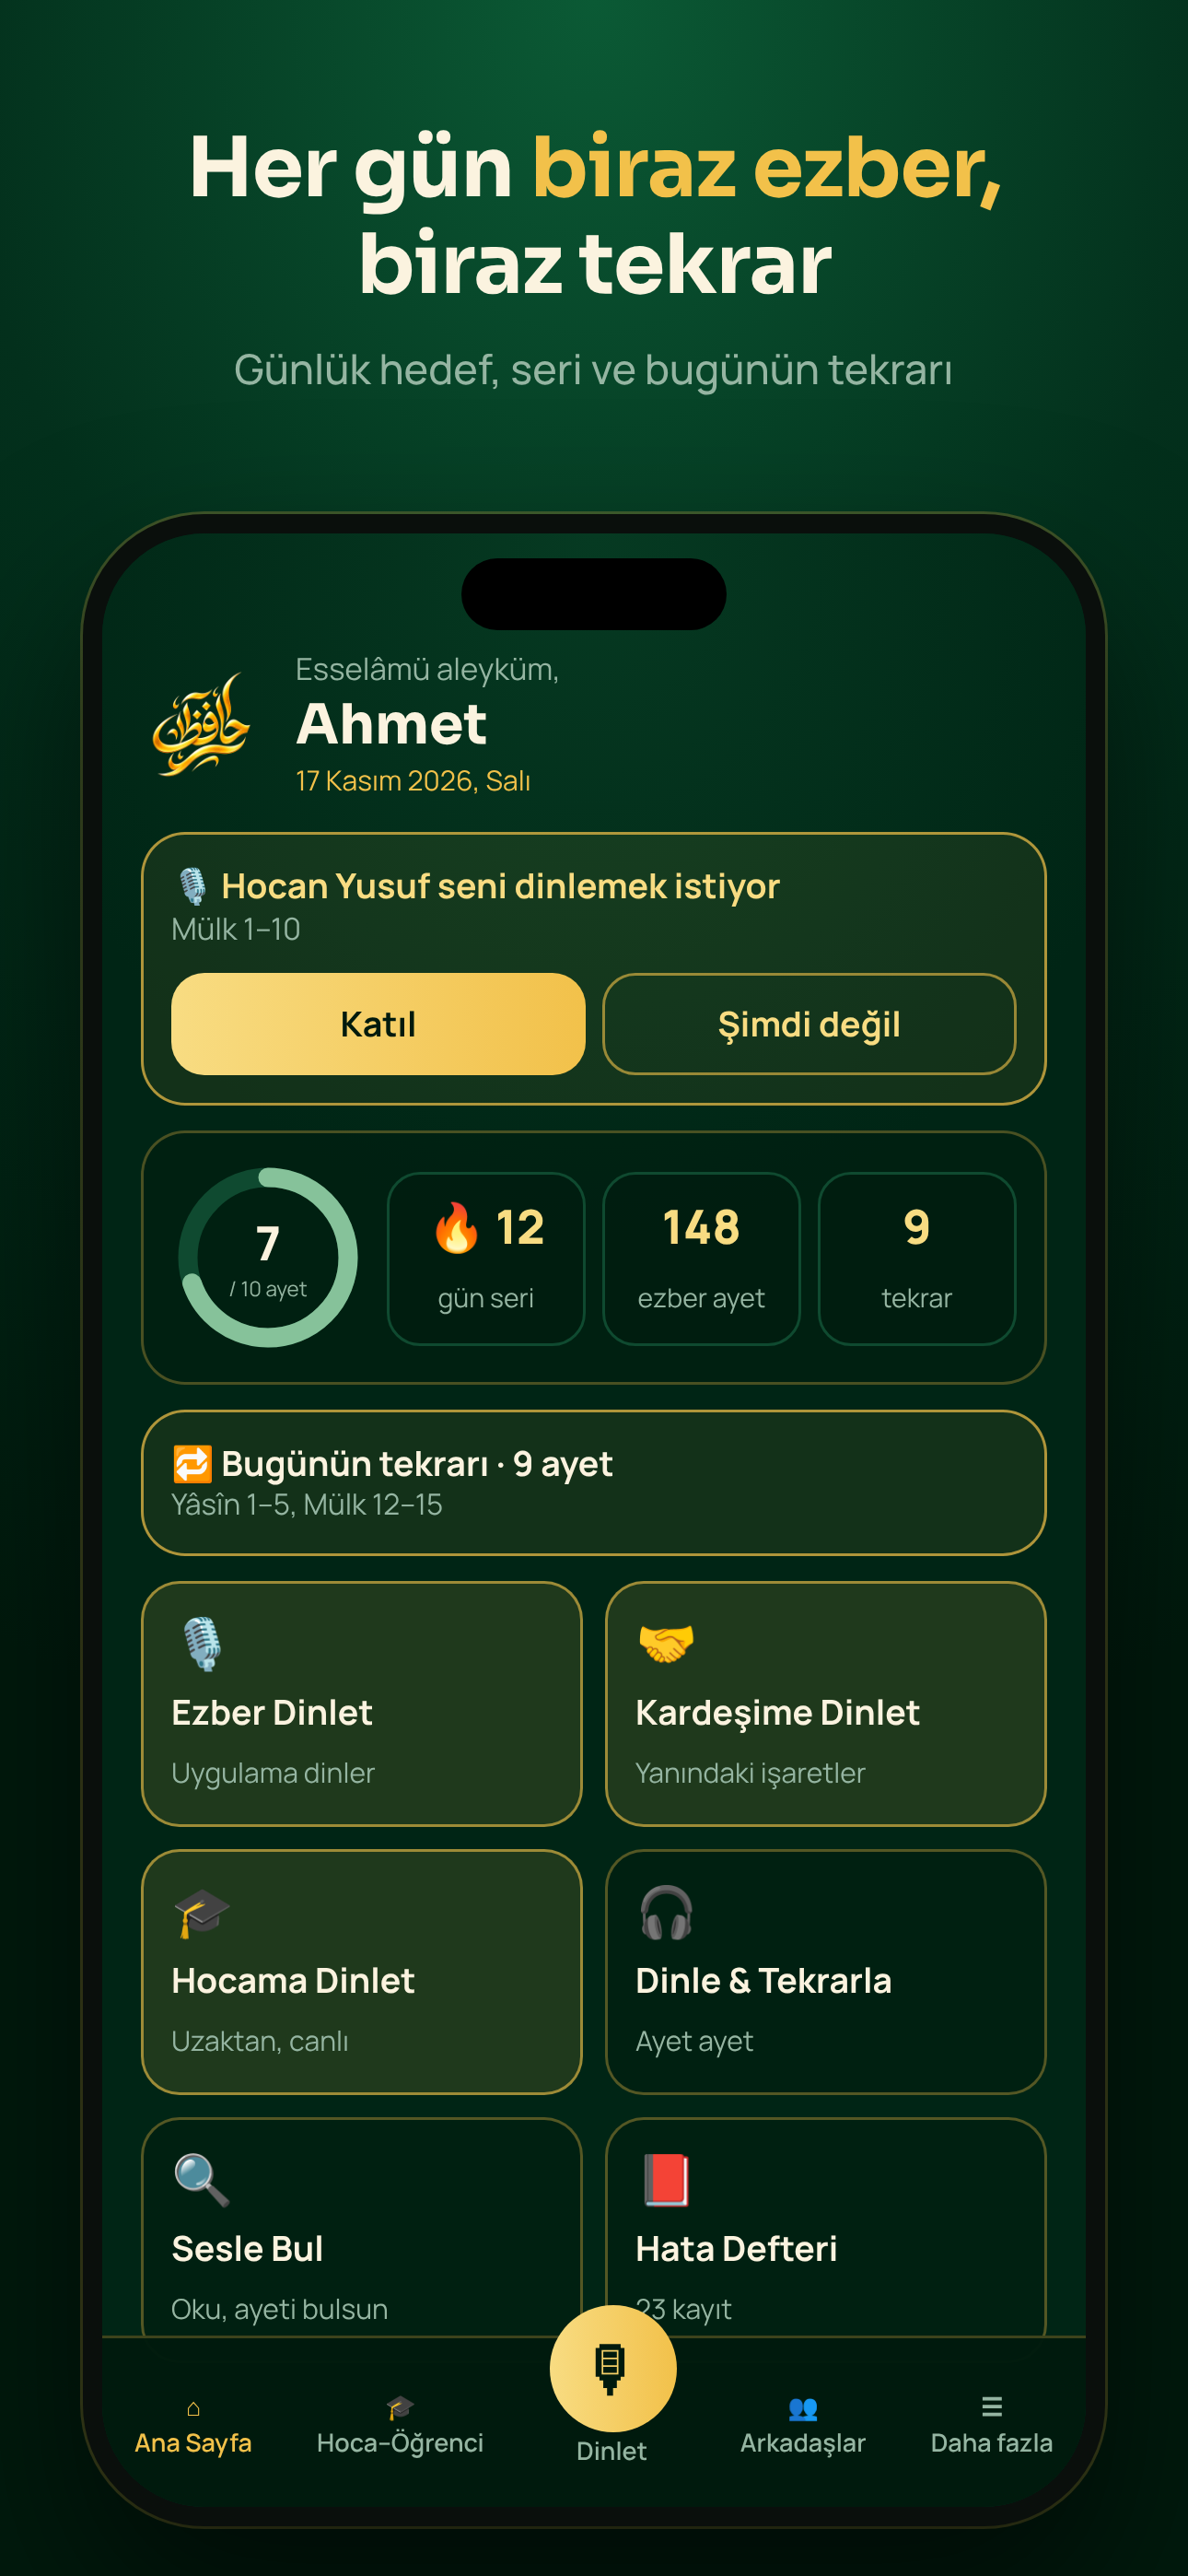 Her gün biraz ezber,
biraz tekrar
Günlük hedef, seri ve bugünün tekrarı
Esselâmü aleyküm,
Ahmet
17 Kasım 2026, Salı
Hocan Yusuf seni dinlemek istiyor
Mülk 1–10
Katıl
Şimdi değil
7
/ 10 ayet
12
gün seri
148
ezber ayet
9
tekrar
Bugünün tekrarı · 9 ayet
Yâsîn 1–5, Mülk 12–15
Ezber Dinlet
Uygulama dinler
Kardeşime Dinlet
Yanındaki işaretler
Hocama Dinlet
Uzaktan, canlı
Dinle & Tekrarla
Ayet ayet
Sesle Bul
Oku, ayeti bulsun
Hata Defteri
23 kayıt
Ana Sayfa
Hoca–Öğrenci
Dinlet
Arkadaşlar
Daha fazla